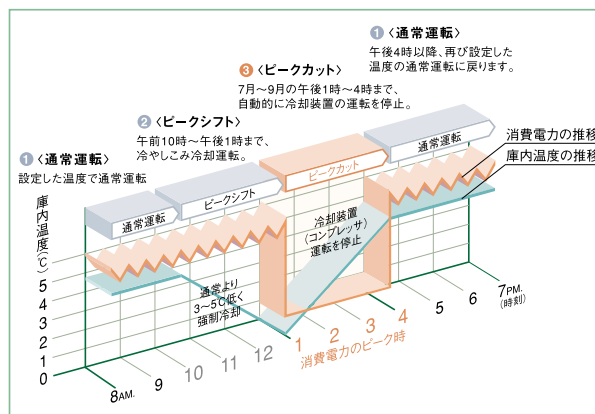 ① 〈通常運転〉
午後4時以降、再び設定した
温度の通常運転に戻ります。
③ 〈ピークカット〉
7月〜9月の午後1時〜4時まで、
自動的に冷却装置の運転を停止。
② 〈ピークシフト〉
午前10時〜午後1時まで、
冷やしこみ冷却運転。
① 〈通常運転〉
設定した温度で通常運転
通常運転
ピークシフト
ピークカット
通常運転
消費電力の推移
庫内温度の推移
庫内温度(℃)
5
4
3
2
1
0
冷却装置
(コンプレッサ)
運転を停止
通常より
3〜5℃低く
強制冷却
8AM.
9
10
11
12
1
2
3
4
5
6
7PM.
(時刻)
消費電力のピーク時